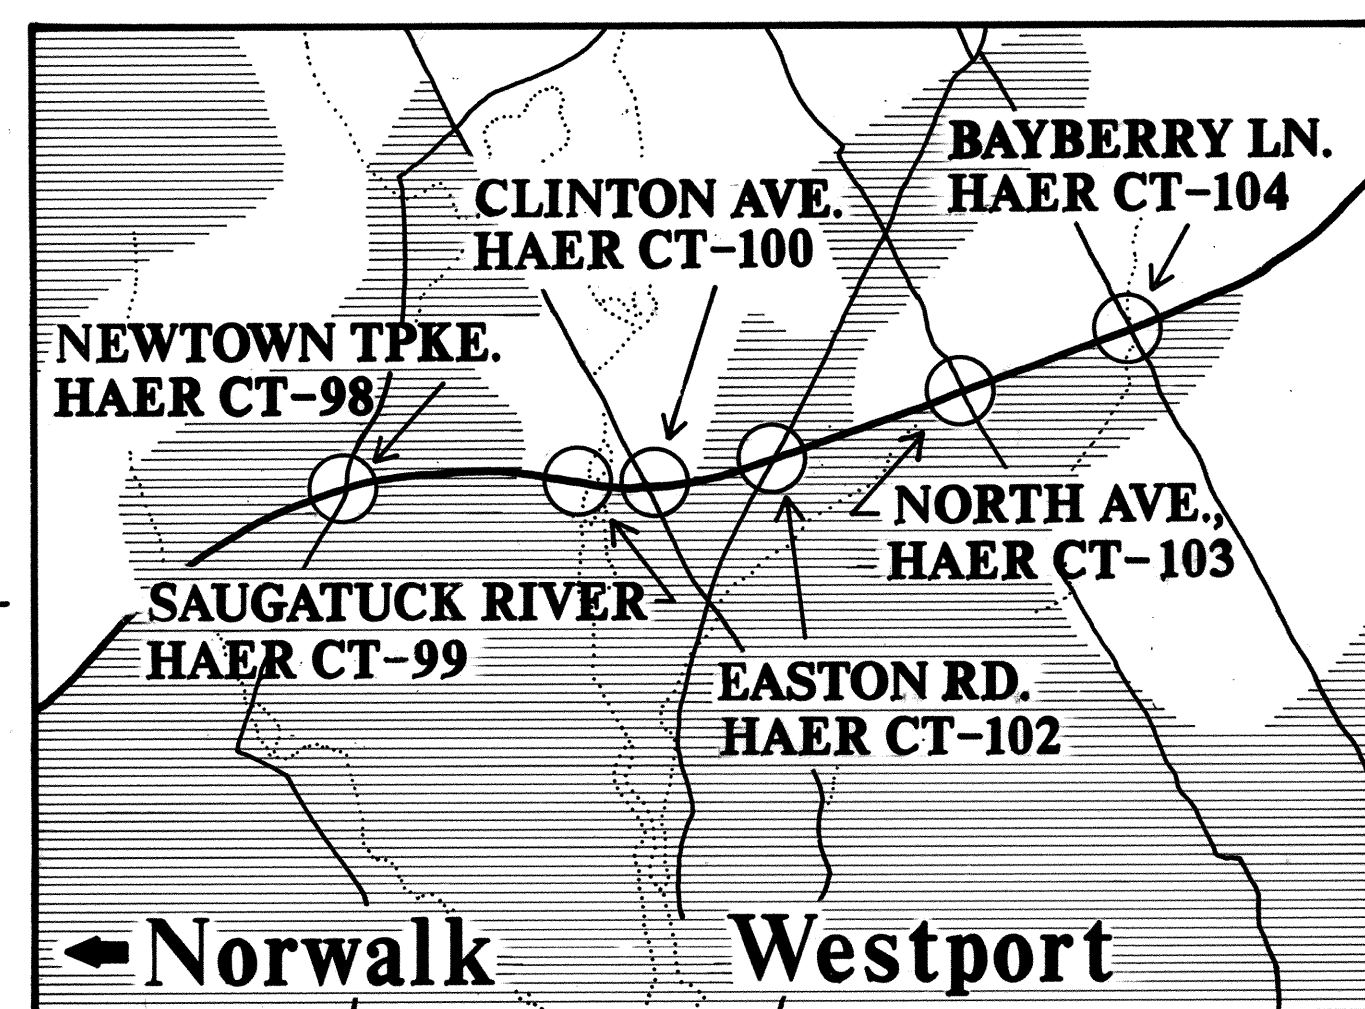 BAYBERRY LN.
HAER CT-104
CLINTON AVE.
HAER CT-100
NEWTOWN TPKE.
HAER CT-98
NORTH AVE.,
HAER CT-103
SAUGATUCK RIVER
HAER CT-99
EASTON RD.
HAER CT-102
Norwalk
Westport